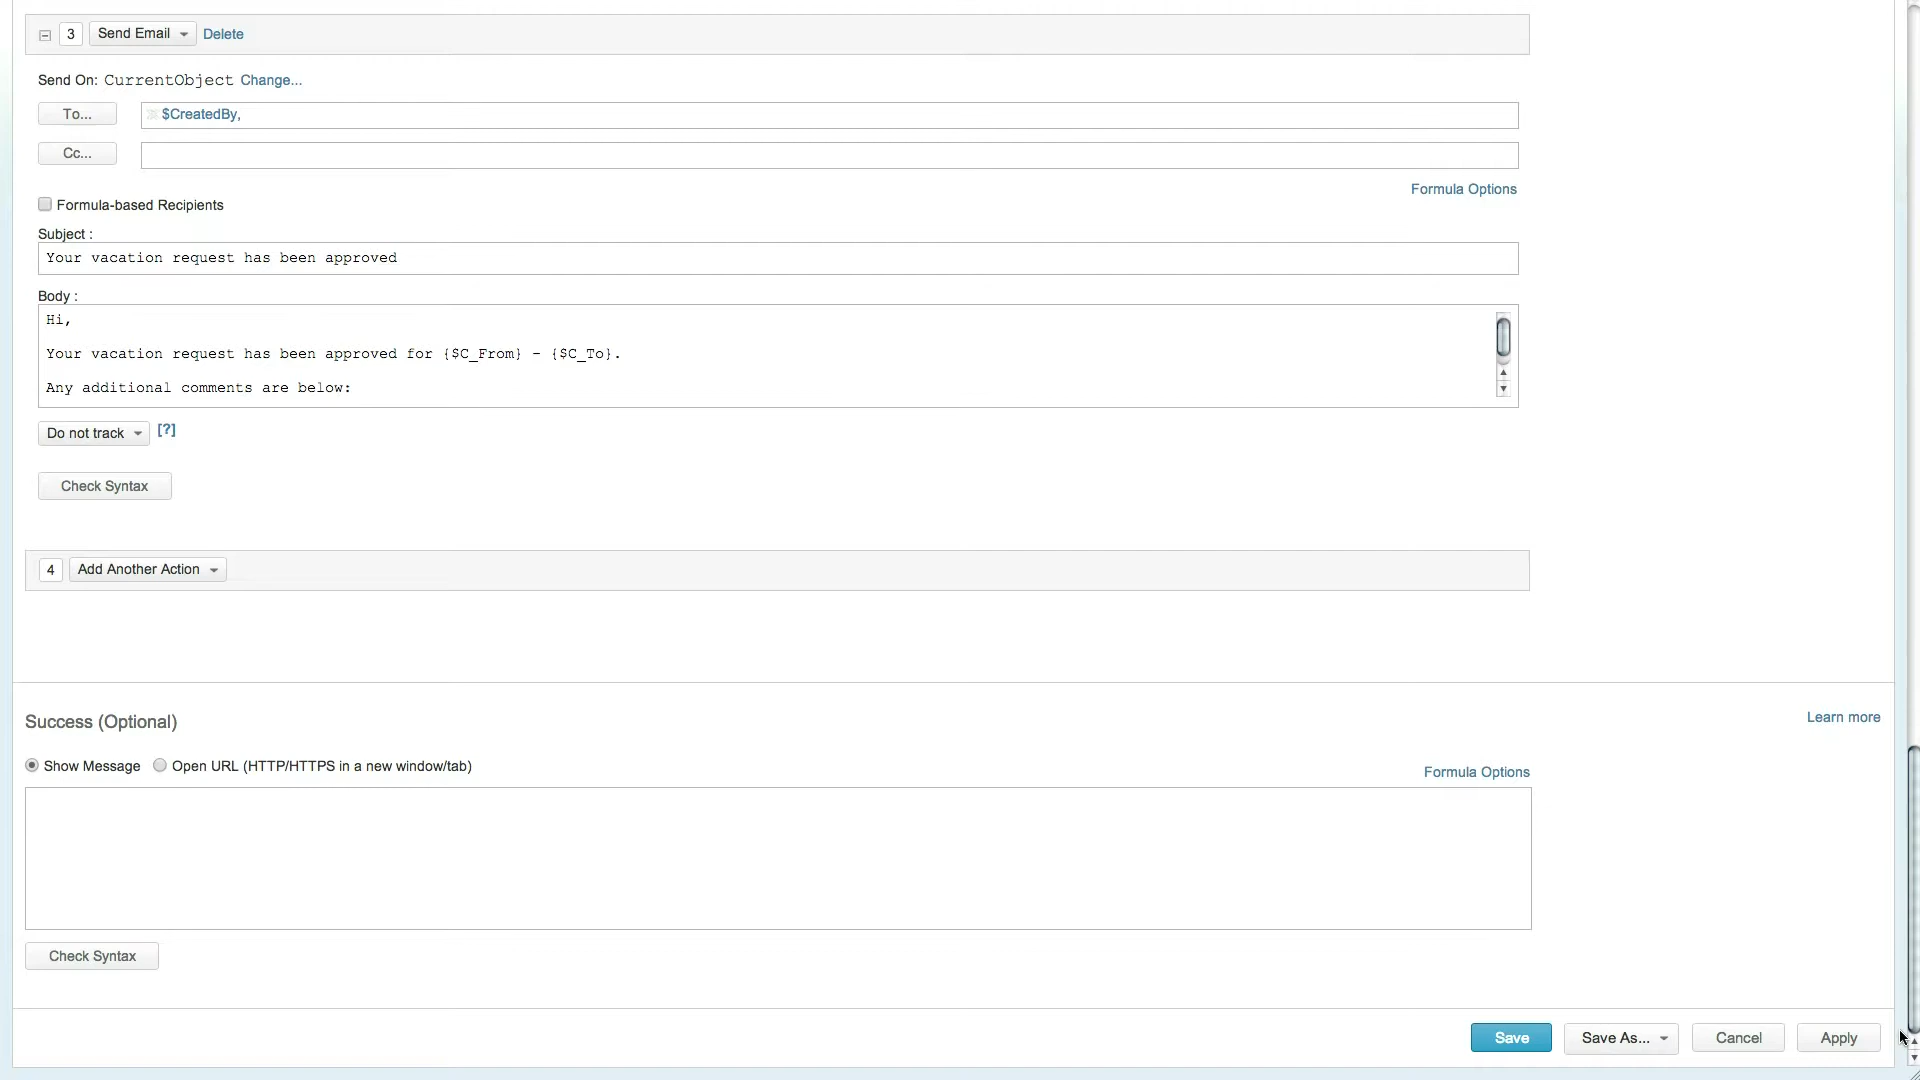 3 Send Email Delete
Send On: CurrentObject Change...
To... $CreatedBy,
Cc...
Formula Options
Formula-based Recipients
Subject :
Your vacation request has been approved
Body :
Hi,
Your vacation request has been approved for {$C_From} - {$C_To}.
Any additional comments are below:
Do not track [?]
Check Syntax
4 Add Another Action
Success (Optional) Learn more
Show Message Open URL (HTTP/HTTPS in a new window/tab)
Formula Options
Check Syntax
Save Save As... Cancel Apply